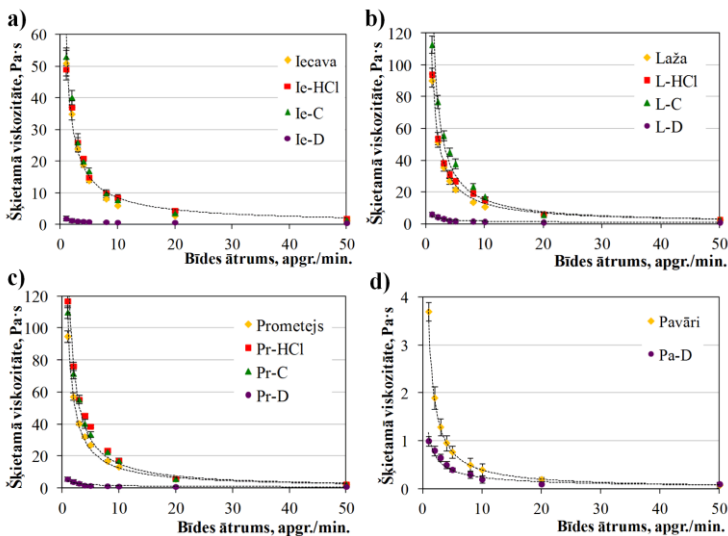 a)
Šķietamā viskozitāte, Pa·s
60
50
40
30
20
10
0
0
10
20
30
40
50
Bīdes ātrums, apgr./min.
Iecava
Ie-HCl
Ie-C
Ie-D
b)
Šķietamā viskozitāte, Pa·s
120
100
80
60
40
20
0
0
10
20
30
40
50
Bīdes ātrums, apgr./min.
Laža
L-HCl
L-C
L-D
c)
Šķietamā viskozitāte, Pa·s
120
100
80
60
40
20
0
0
10
20
30
40
50
Bīdes ātrums, apgr./min.
Prometejs
Pr-HCl
Pr-C
Pr-D
d)
Šķietamā viskozitāte, Pa·s
4
3
2
1
0
0
10
20
30
40
50
Bīdes ātrums, apgr./min.
Pavāri
Pa-D